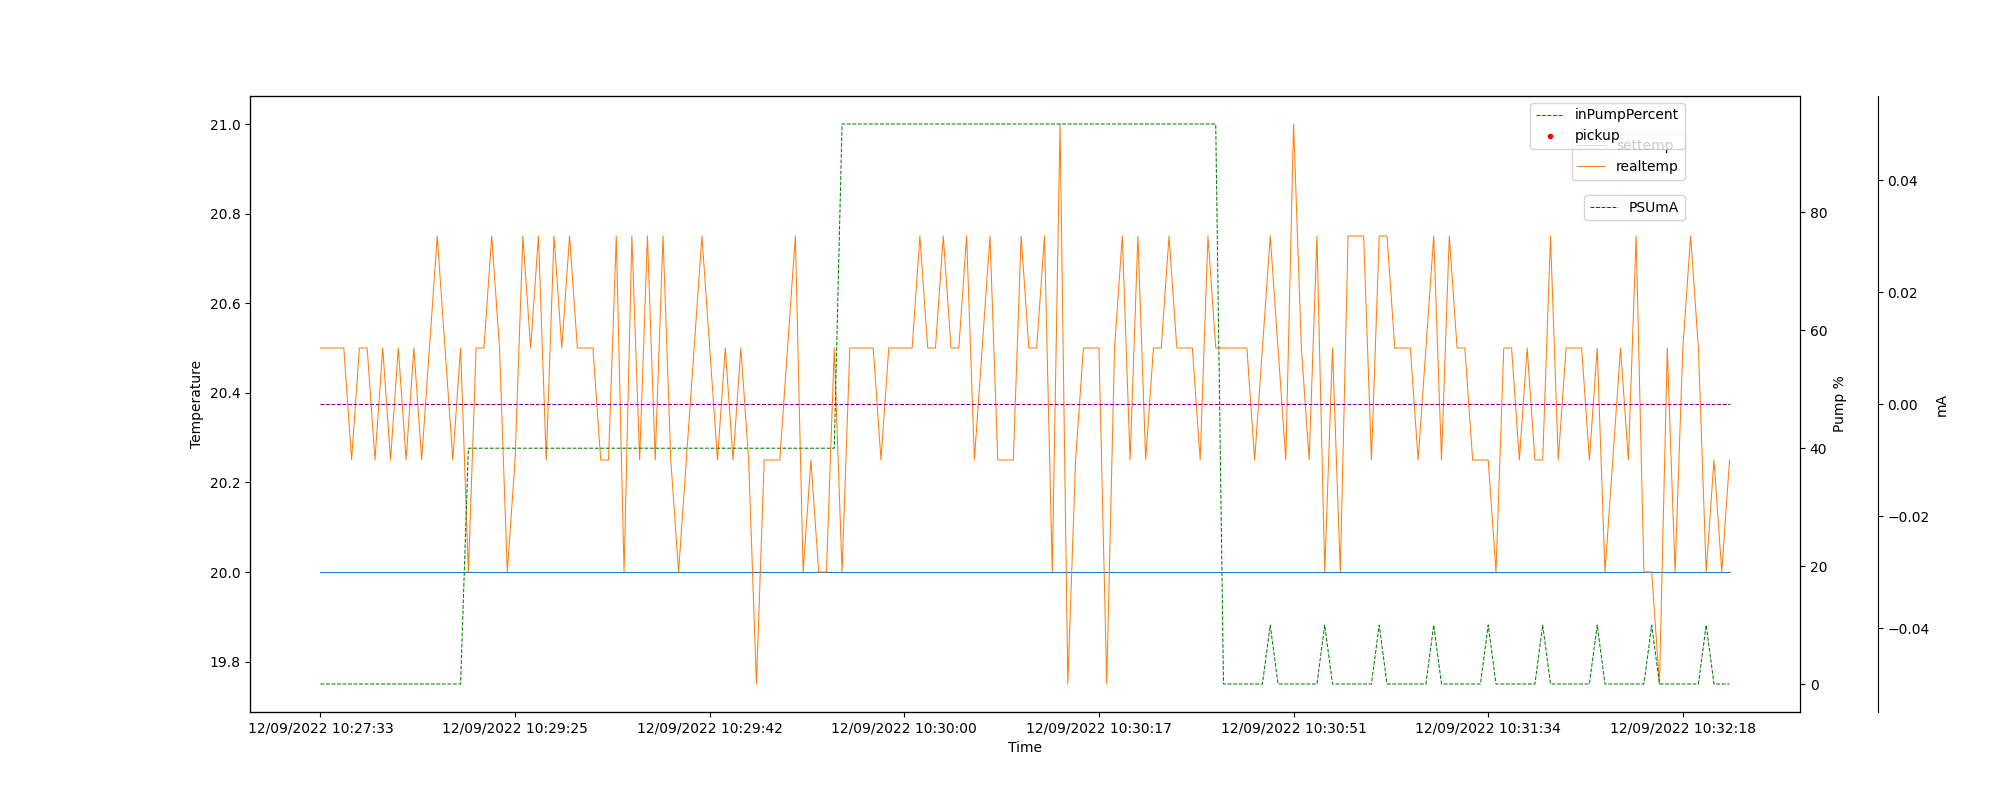 21.0
20.8
20.6
20.4
20.2
20.0
19.8
Temperature
inPumpPercent
pickup
settemp
realtemp
PSUmA
80
60
40
20
0
Pump %
0.04
0.02
0.00
−0.02
−0.04
mA
12/09/2022 10:27:33
12/09/2022 10:29:25
12/09/2022 10:29:42
12/09/2022 10:30:00
12/09/2022 10:30:17
12/09/2022 10:30:51
12/09/2022 10:31:34
12/09/2022 10:32:18
Time